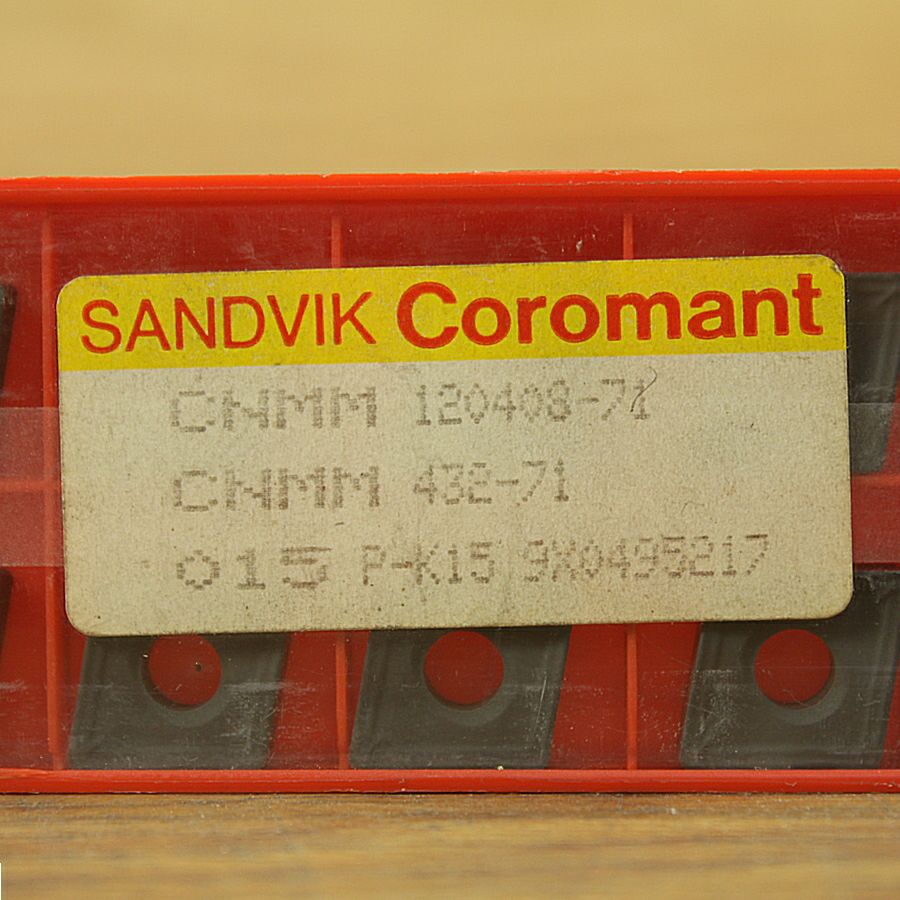 SANDVIK Coromant
CNMM 120408-71
CNMM 432-71
015 P-K15 9X0495217